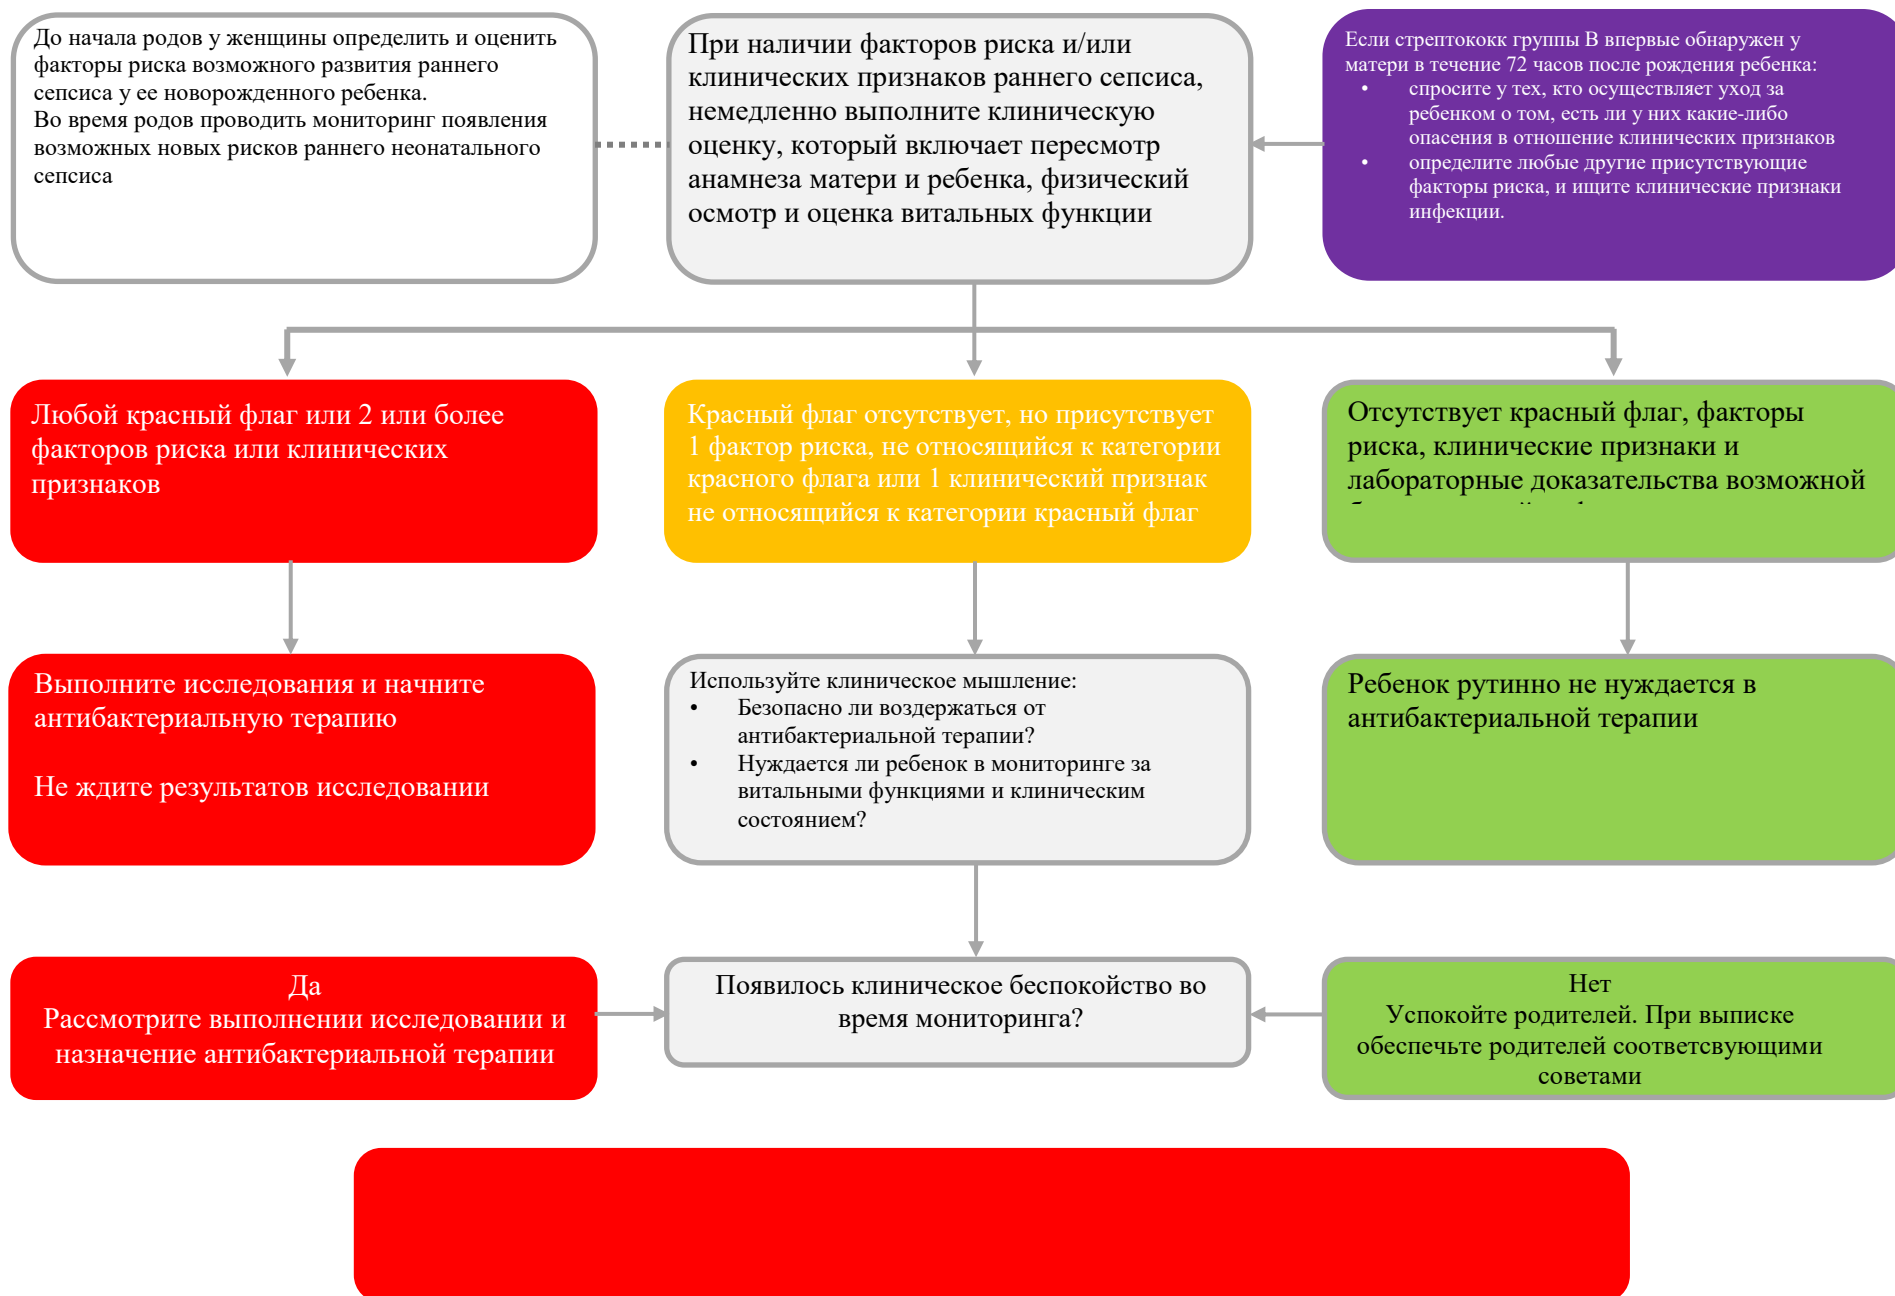 До начала родов у женщины определить и оценить
факторы риска возможного развития раннего
сепсиса у ее новорожденного ребенка.
Во время родов проводить мониторинг появления
возможных новых рисков раннего неонатального
сепсиса
При наличии факторов риска и/или
клинических признаков раннего сепсиса,
немедленно выполните клиническую
оценку, который включает пересмотр
анамнеза матери и ребенка, физический
осмотр и оценка витальных функции
Если стрептококк группы В впервые обнаружен у
матери в течение 72 часов после рождения ребенка:
• спросите у тех, кто осуществляет уход за
ребенком о том, есть ли у них какие-либо
опасения в отношение клинических признаков
• определите любые другие присутствующие
факторы риска, и ищите клинические признаки
инфекции.
Любой красный флаг или 2 или более
факторов риска или клинических
признаков
Красный флаг отсутствует, но присутствует
1 фактор риска, не относящийся к категории
красного флага или 1 клинический признак
не относящийся к категории красный флаг
Отсутствует красный флаг, факторы
риска, клинические признаки и
лабораторные доказательства возможной
Выполните исследования и начните
антибактериальную терапию
Не ждите результатов исследовании
Используйте клиническое мышление:
• Безопасно ли воздержаться от
антибактериальной терапии?
• Нуждается ли ребенок в мониторинге за
витальными функциями и клиническим
состоянием?
Ребенок рутинно не нуждается в
антибактериальной терапии
Да
Рассмотрите выполнении исследовании и
назначение антибактериальной терапии
Появилось клиническое беспокойство во
время мониторинга?
Нет
Успокойте родителей. При выписке
обеспечьте родителей соответсвующими
советами